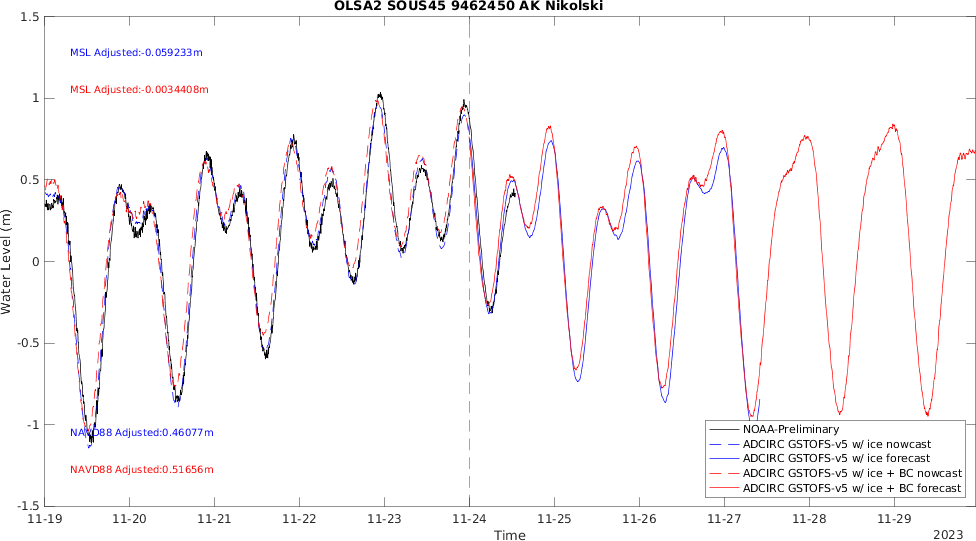 OLSA2 SOUS45 9462450 AK Nikolski
1.5
1
0.5
0
-0.5
-1
-1.5
Water Level (m)
MSL Adjusted:-0.059233m
MSL Adjusted:-0.0034408m
NAVD88 Adjusted:0.46077m
NAVD88 Adjusted:0.51656m
NOAA-Preliminary
ADCIRC GSTOFS-v5 w/ ice nowcast
ADCIRC GSTOFS-v5 w/ ice forecast
ADCIRC GSTOFS-v5 w/ ice + BC nowcast
ADCIRC GSTOFS-v5 w/ ice + BC forecast
11-19 11-20 11-21 11-22 11-23 11-24 11-25 11-26 11-27 11-28 11-29
Time
2023